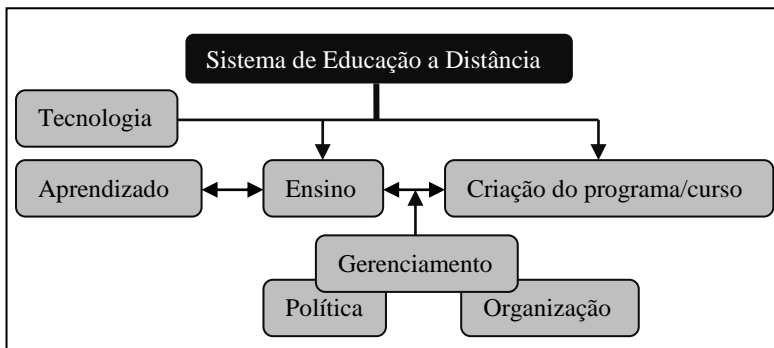 Sistema de Educação a Distância
Tecnologia
Aprendizado
Ensino
Criação do programa/curso
Gerenciamento
Política
Organização